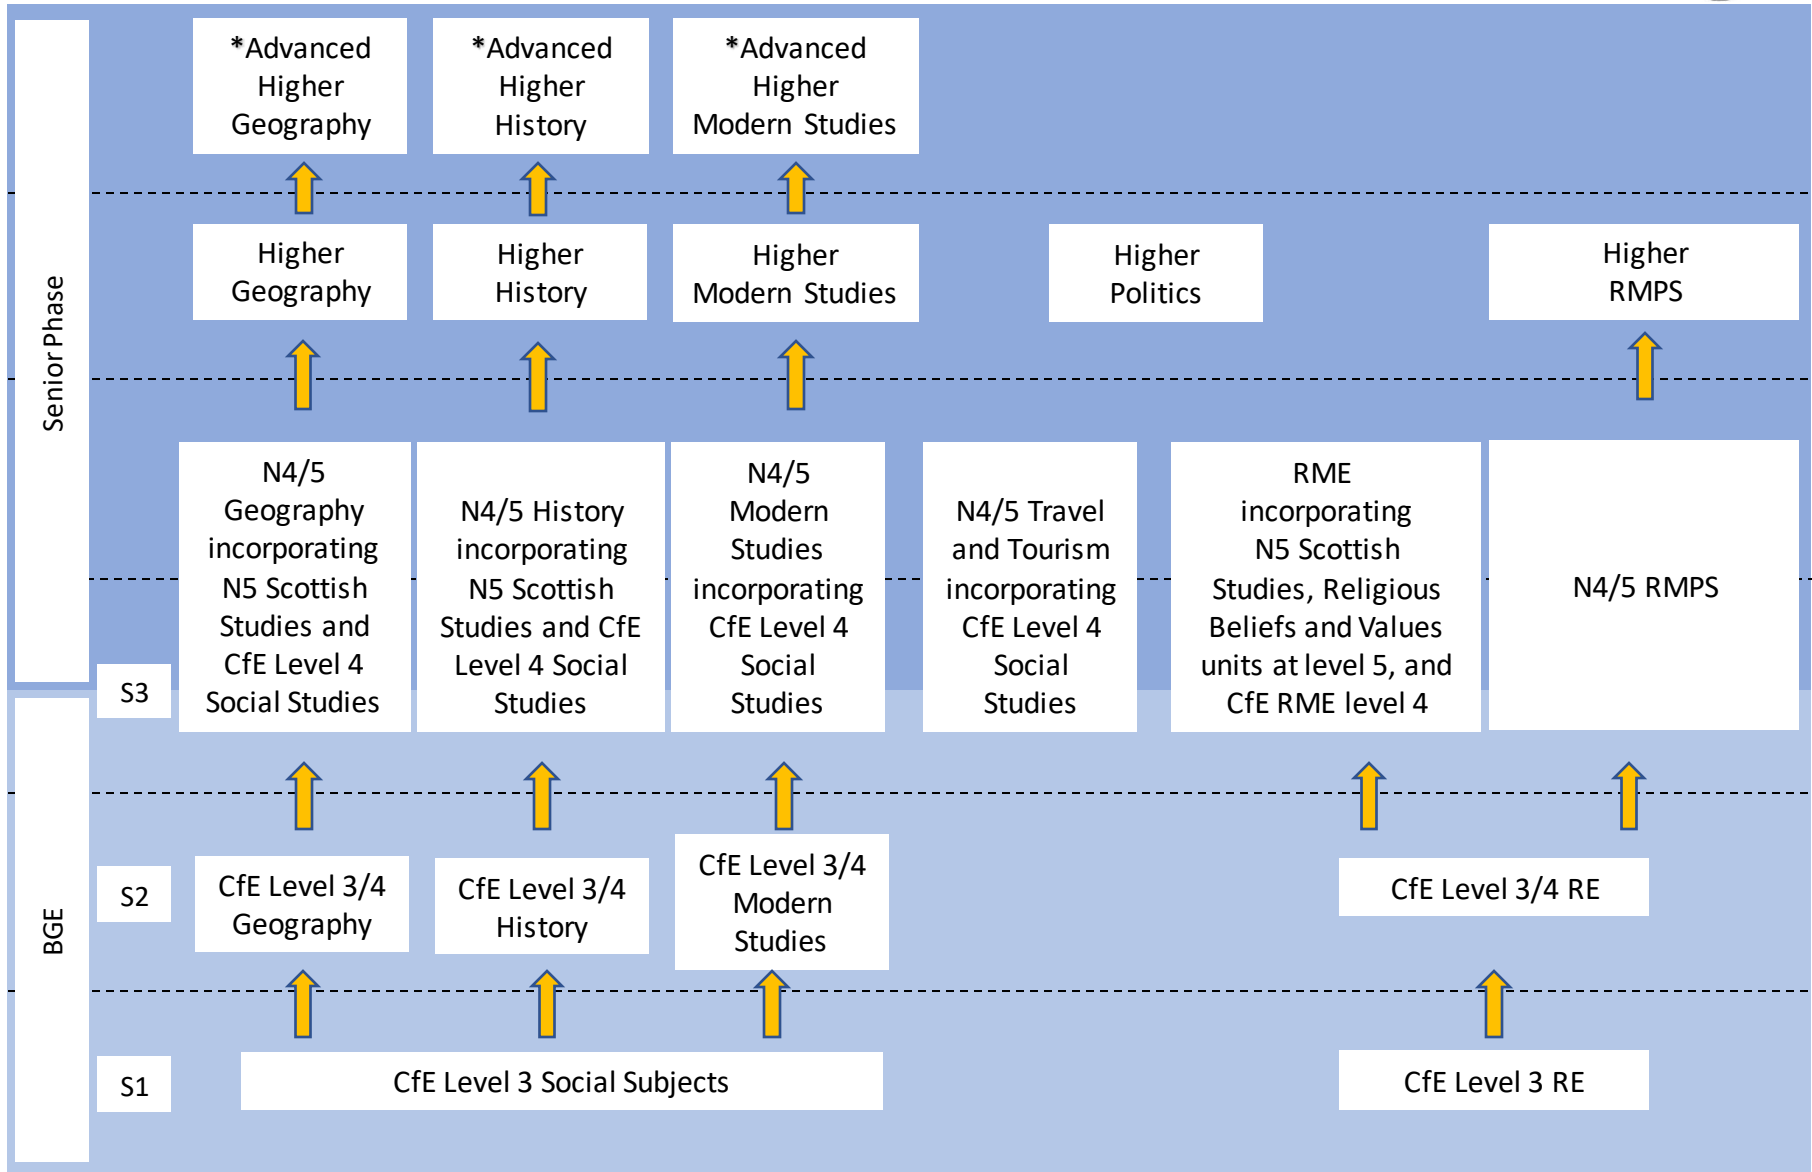 *Advanced
Higher
Geography
*Advanced
Higher
History
*Advanced
Higher
Modern Studies
Senior Phase
Higher
Geography
Higher
History
Higher
Modern Studies
Higher
Politics
Higher
RMPS
N4/5
Geography
incorporating
N5 Scottish
Studies and
CfE Level 4
Social Studies
N4/5 History
incorporating
N5 Scottish
Studies and CfE
Level 4 Social
Studies
N4/5
Modern
Studies
incorporating
CfE Level 4
Social
Studies
N4/5 Travel
and Tourism
incorporating
CfE Level 4
Social
Studies
RME
incorporating
N5 Scottish
Studies, Religious
Beliefs and Values
units at level 5, and
CfE RME level 4
N4/5 RMPS
S3
BGE
S2
CfE Level 3/4
Geography
CfE Level 3/4
History
CfE Level 3/4
Modern
Studies
CfE Level 3/4 RE
S1
CfE Level 3 Social Subjects
CfE Level 3 RE